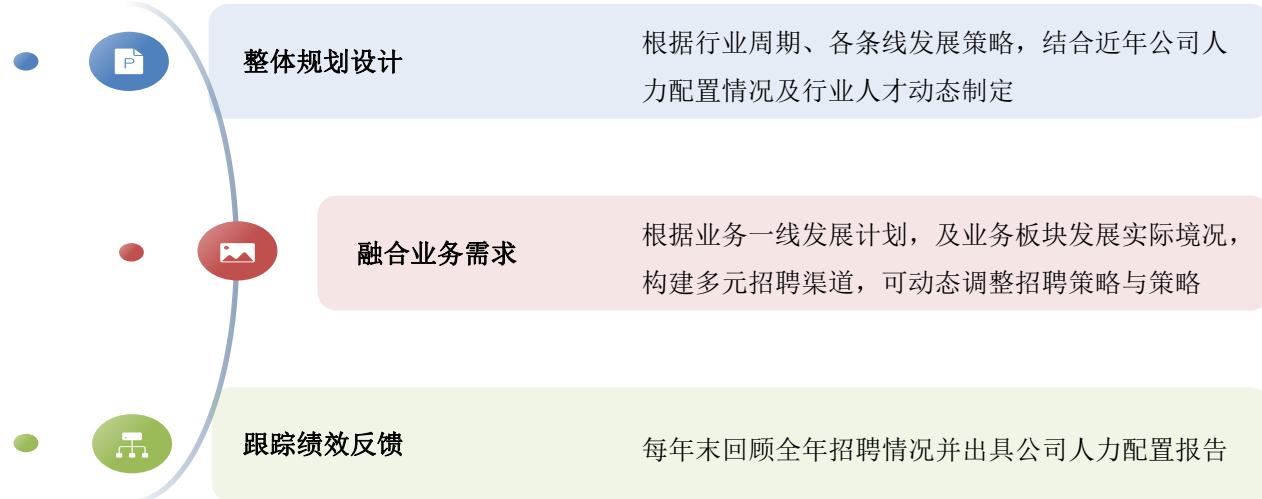 P
整体规划设计
根据行业周期、各条线发展策略，结合近年公司人
力配置情况及行业人才动态制定
融合业务需求
根据业务一线发展计划，及业务板块发展实际境况，
构建多元招聘渠道，可动态调整招聘策略与策略
跟踪绩效反馈
每年末回顾全年招聘情况并出具公司人力配置报告